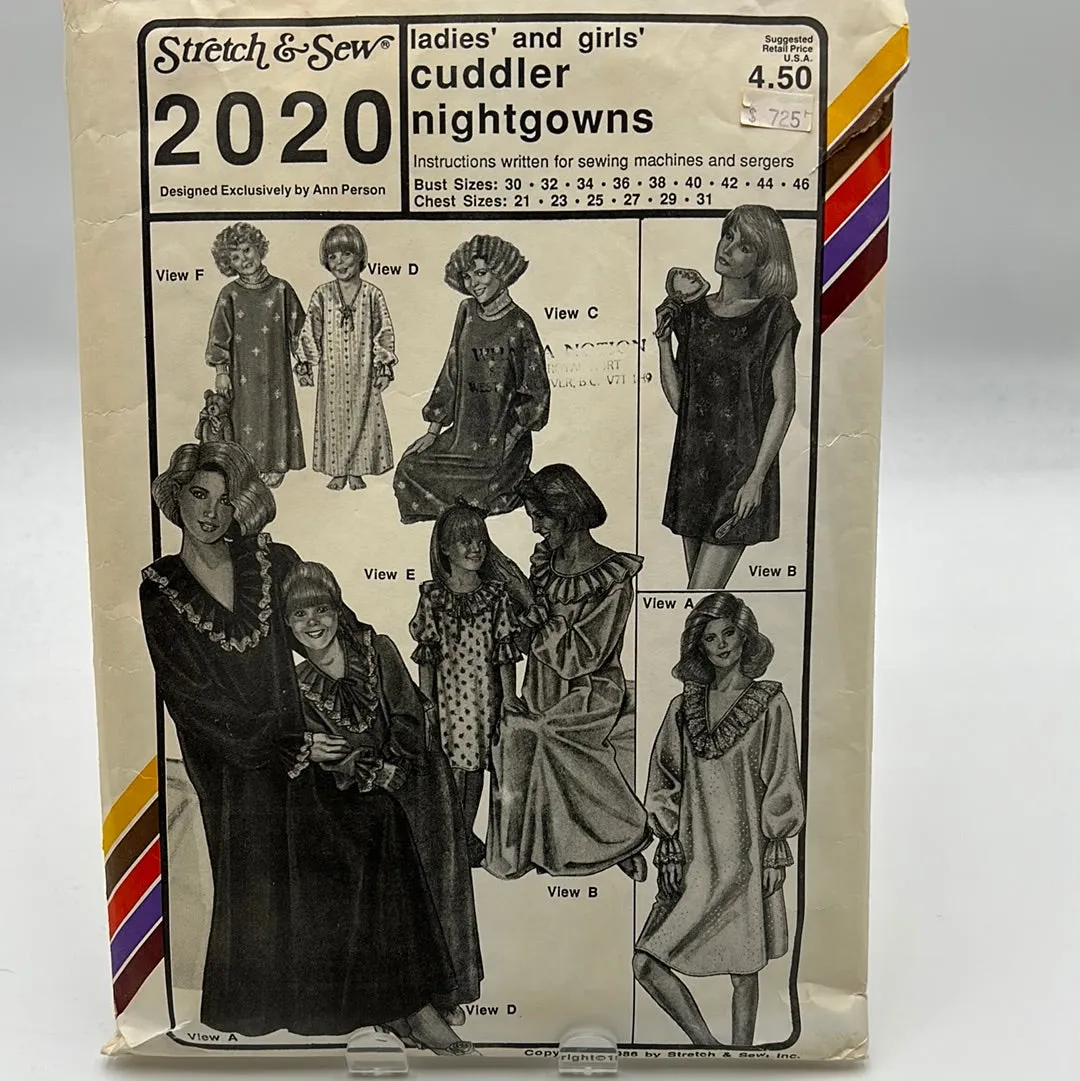 Stretch & Sew®
2020
Designed Exclusively by Ann Person
ladies' and girls'
cuddler
nightgowns
Suggested
Retail Price
U.S.A.
4.50
$ 725
Instructions written for sewing machines and sergers
Bust Sizes: 30 • 32 • 34 • 36 • 38 • 40 • 42 • 44 • 46
Chest Sizes: 21 • 23 • 25 • 27 • 29 • 31
View F
View D
View C
A NOTION
B.C. V7T
View B
View E
View A
View B
View D
View A
by Stretch & Sew, Inc.